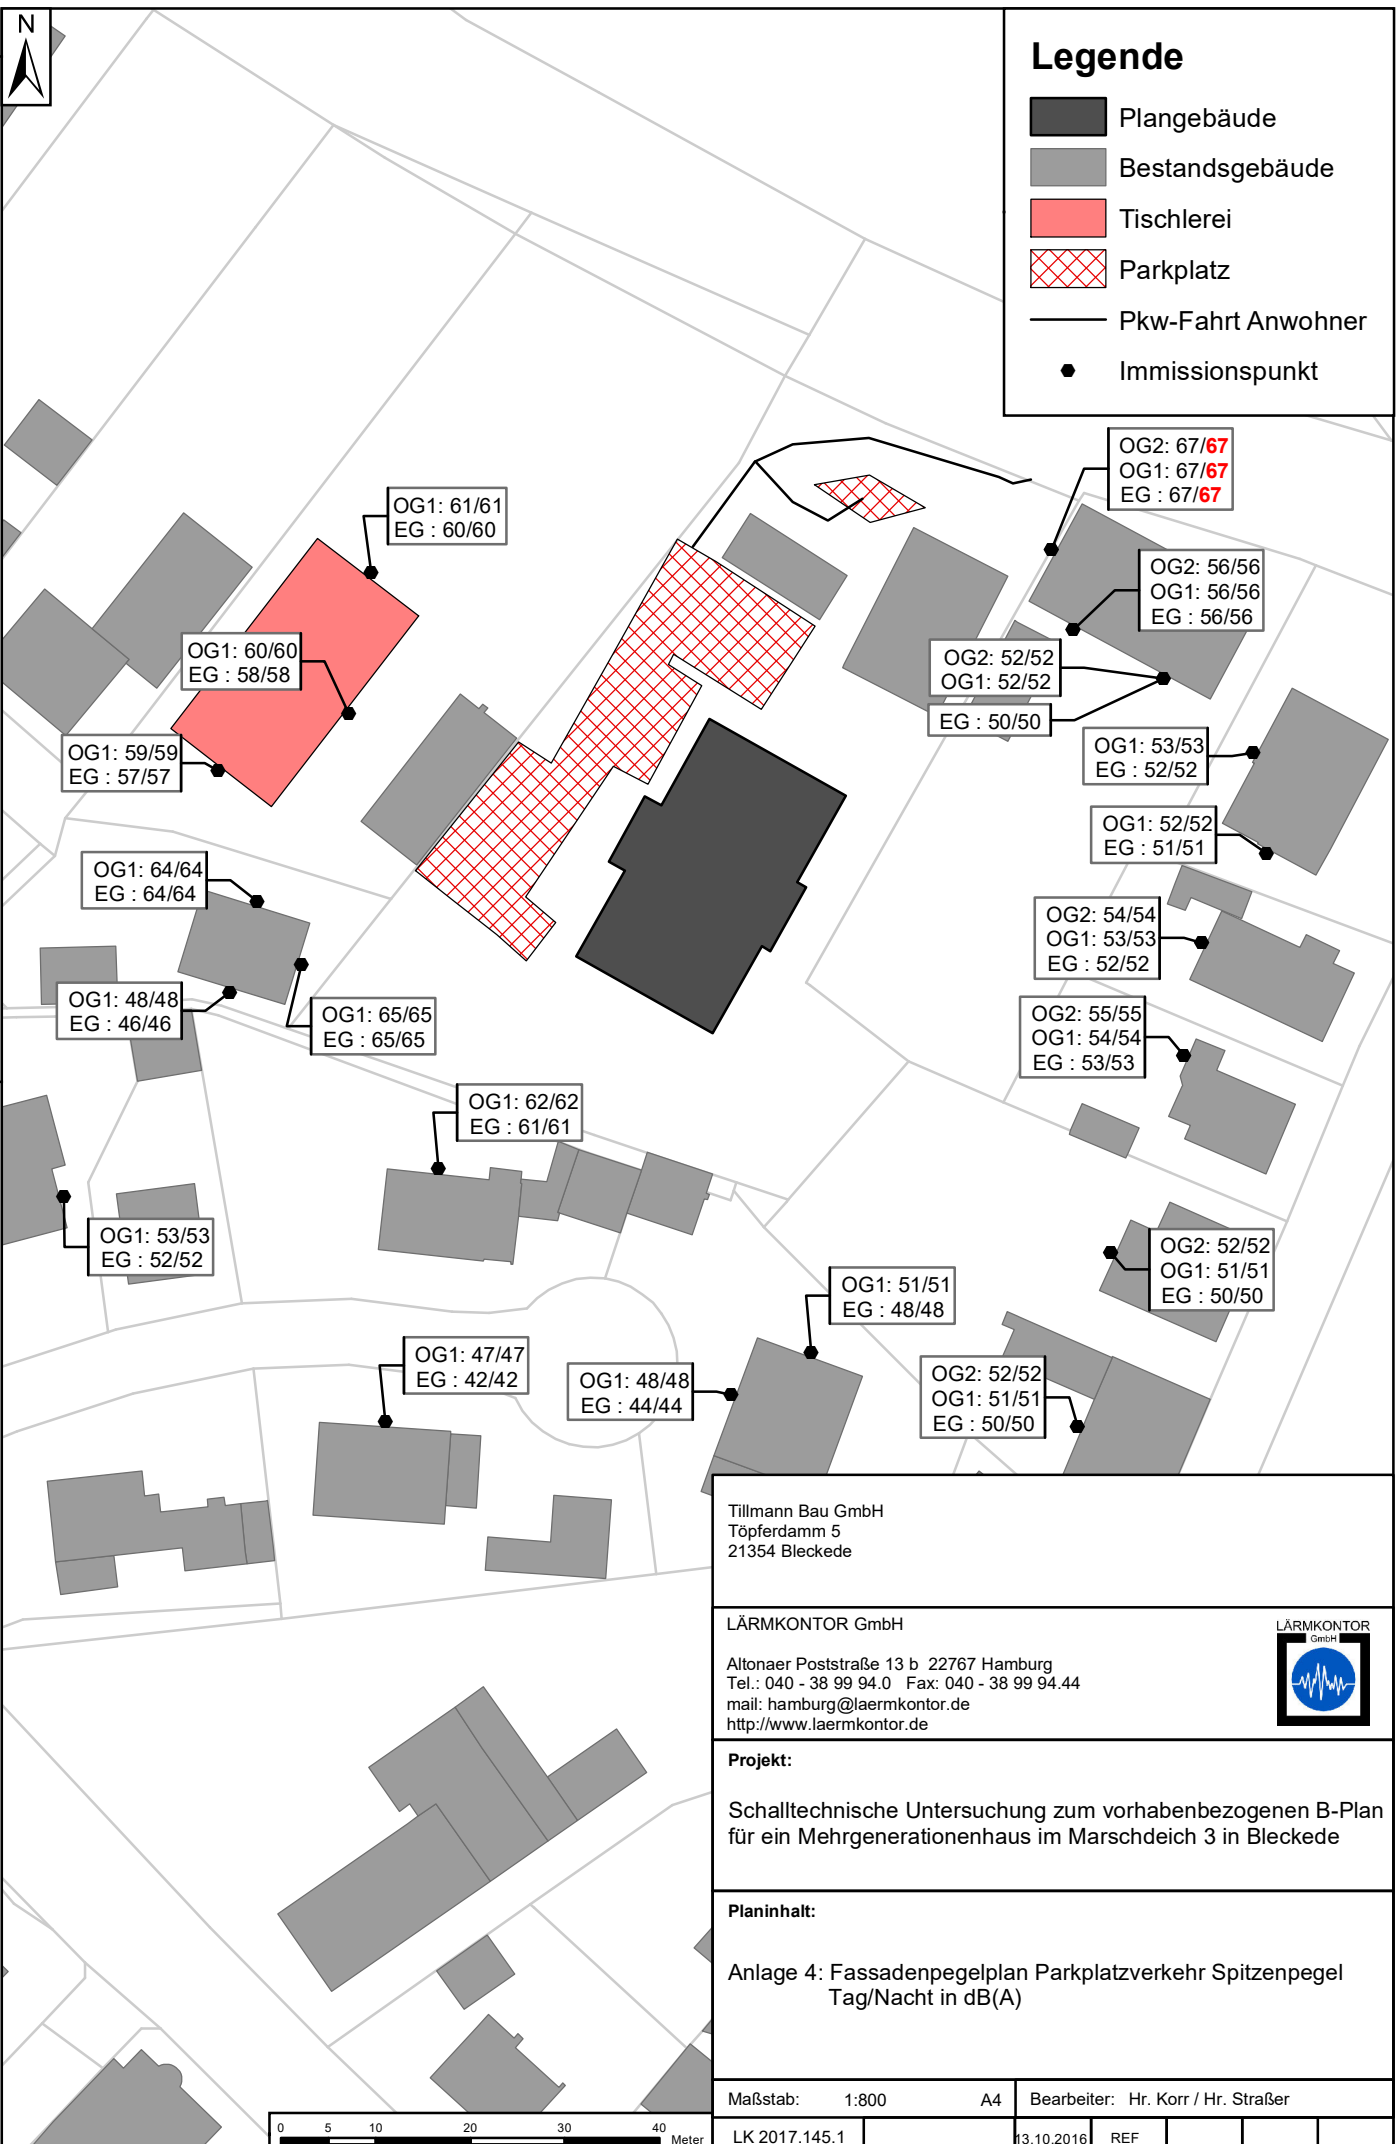 N
Legende
Plangebäude
Bestandsgebäude
Tischlerei
Parkplatz
Pkw-Fahrt Anwohner
Immissionspunkt
OG2: 67/67
OG1: 67/67
EG : 67/67
OG1: 61/61
EG : 60/60
OG2: 56/56
OG1: 56/56
EG : 56/56
OG1: 60/60
EG : 58/58
OG2: 52/52
OG1: 52/52
EG : 50/50
OG1: 59/59
EG : 57/57
OG1: 53/53
EG : 52/52
OG1: 52/52
EG : 51/51
OG1: 64/64
EG : 64/64
OG2: 54/54
OG1: 53/53
EG : 52/52
OG1: 48/48
EG : 46/46
OG1: 65/65
EG : 65/65
OG2: 55/55
OG1: 54/54
EG : 53/53
OG1: 62/62
EG : 61/61
OG1: 53/53
EG : 52/52
OG2: 52/52
OG1: 51/51
EG : 50/50
OG1: 51/51
EG : 48/48
OG1: 47/47
EG : 42/42
OG1: 48/48
EG : 44/44
OG2: 52/52
OG1: 51/51
EG : 50/50
Tillmann Bau GmbH
Töpferdamm 5
21354 Bleckede
LÄRMKONTOR GmbH
Altonaer Poststraße 13 b 22767 Hamburg
Tel.: 040 - 38 99 94.0 Fax: 040 - 38 99 94.44
mail: hamburg@laermkontor.de
http://www.laermkontor.de
LÄRMKONTOR
GmbH
Projekt:
Schalltechnische Untersuchung zum vorhabenbezogenen B-Plan
für ein Mehrgenerationenhaus im Marschdeich 3 in Bleckede
Planinhalt:
Anlage 4: Fassadenpegelplan Parkplatzverkehr Spitzenpegel
Tag/Nacht in dB(A)
Maßstab: 1:800 A4 Bearbeiter: Hr. Korr / Hr. Straßer
0 5 10 20 30 40 Meter
LK 2017.145.1 13.10.2016 REF